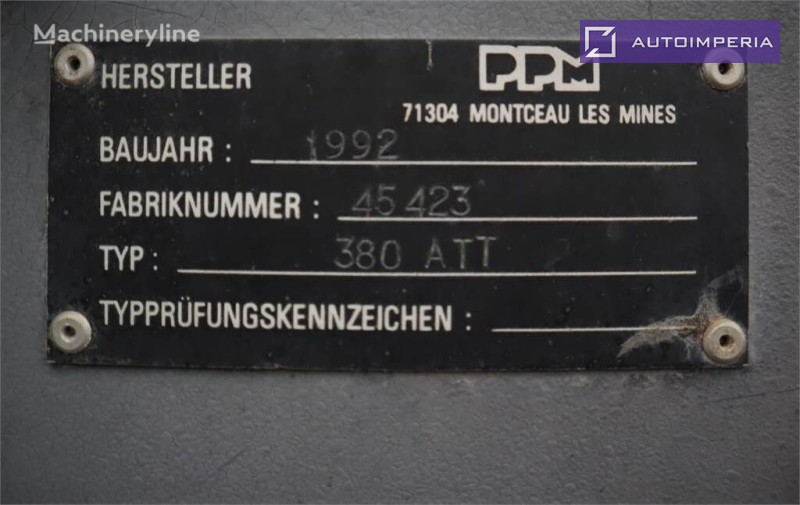 Machineryline
AUTOIMPERIA
HERSTELLER PPM
71304 MONTCEAU LES MINES
BAUJAHR : 1992
FABRIKNUMMER : 45 423
TYP : 380 ATT
TYPPRÜFUNGSKENNZEICHEN :